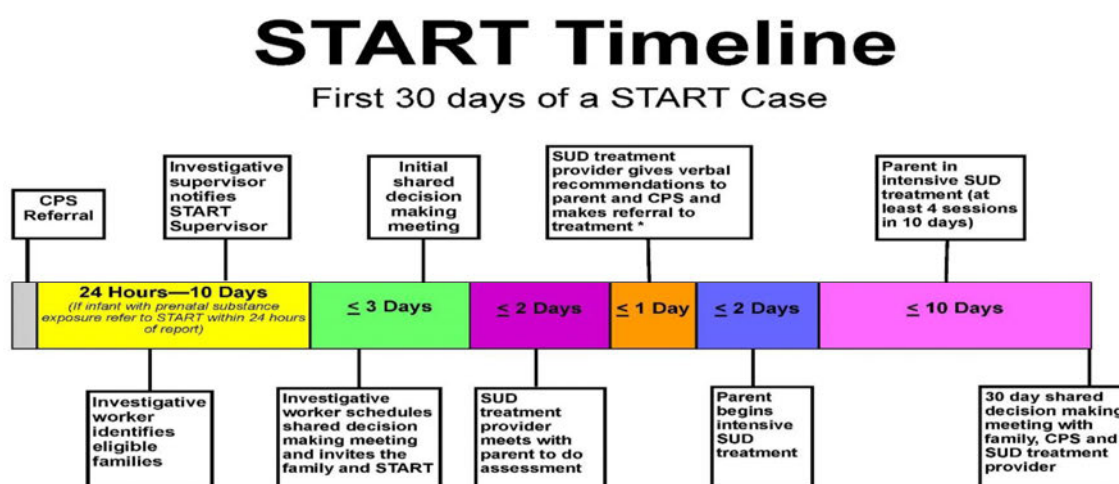 START Timeline
First 30 days of a START Case
CPS
Referral
Investigative
supervisor
notifies
START
Supervisor
Initial
shared
decision
making
meeting
SUD treatment
provider gives verbal
recommendations to
parent and CPS and
makes referral to
treatment *
Parent in
intensive SUD
treatment (at
least 4 sessions
in 10 days)
24 Hours—10 Days
(If infant with prenatal substance
exposure refer to START within 24 hours
of report)
≤ 3 Days
≤ 2 Days
≤ 1 Day
≤ 2 Days
≤ 10 Days
Investigative
worker
identifies
eligible
families
Investigative
worker schedules
shared decision
making meeting
and invites the
family and START
SUD
treatment
provider
meets with
parent to do
assessment
Parent
begins
intensive
SUD
treatment
30 day shared
decision making
meeting with
family, CPS and
SUD treatment
provider